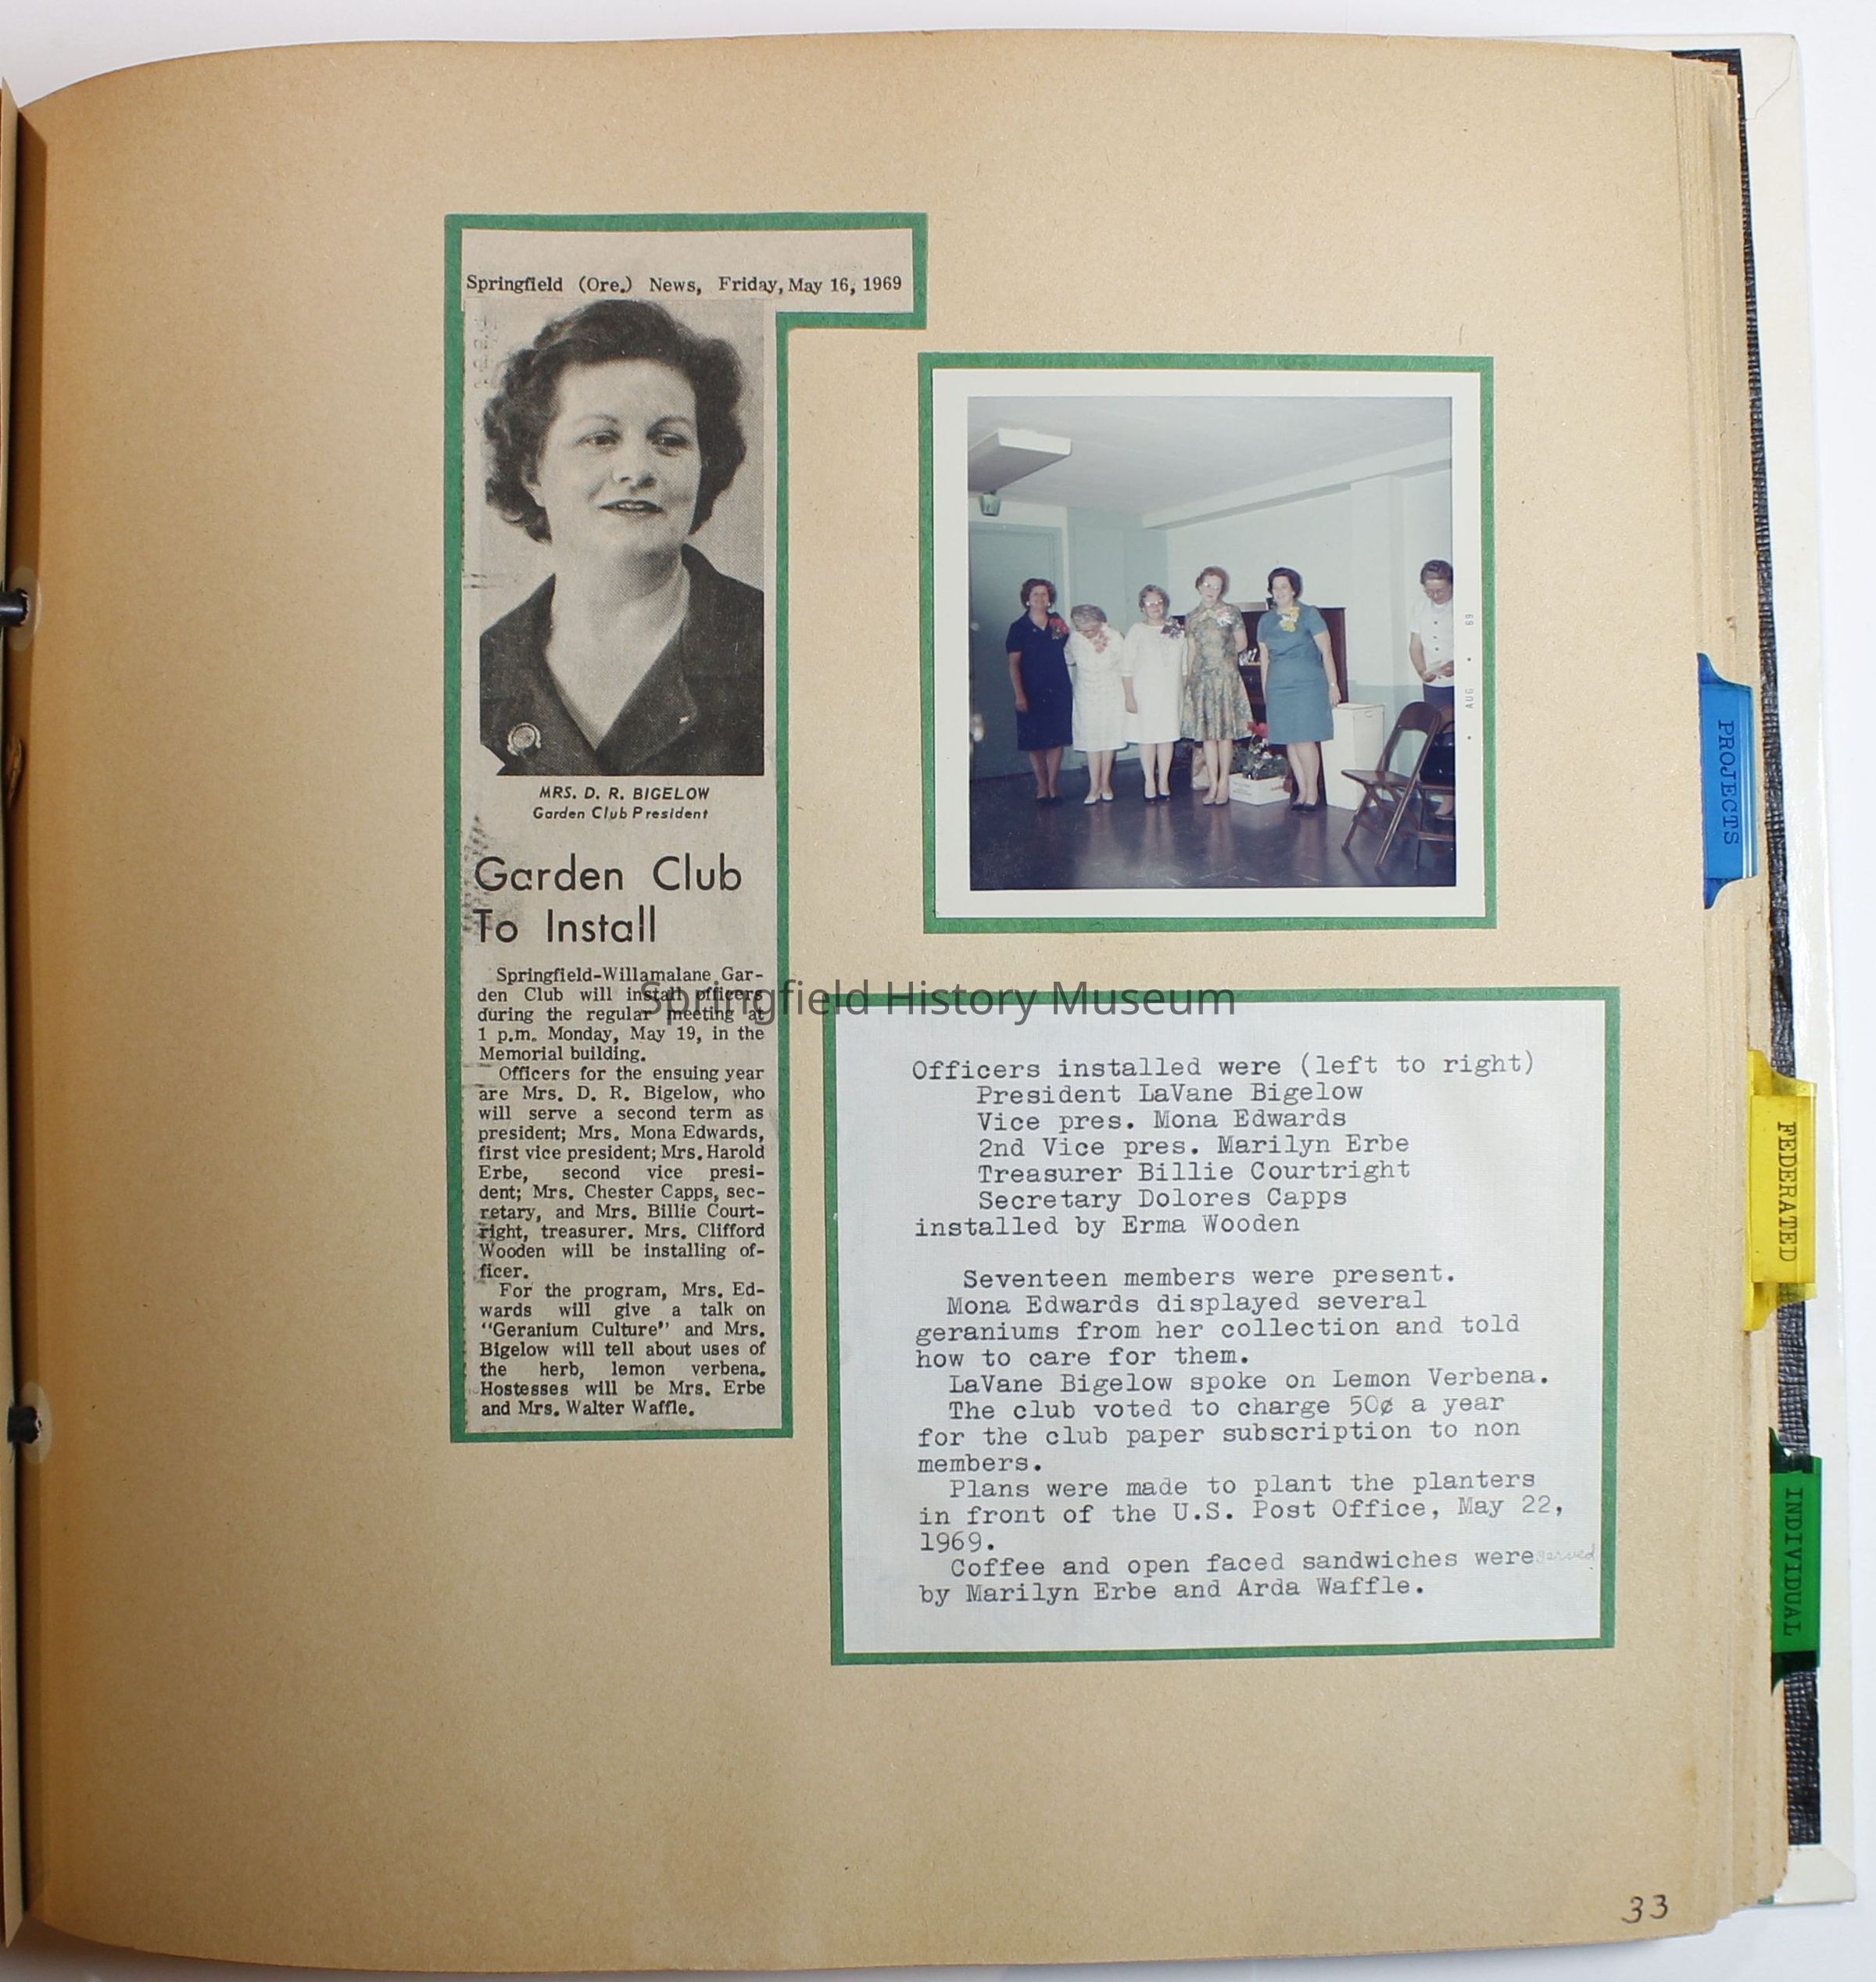 Springfield (Ore.) News, Friday, May 16, 1969
MRS. D. R. BIGELOW
Garden Club President
Garden Club
To Install
Springfield-Willamalane Gar-
den Club will install officers
during the regular meeting at
1 p.m. Monday, May 19, in the
Memorial building.
Officers for the ensuing year
are Mrs. D. R. Bigelow, who
will serve a second term as
president; Mrs. Mona Edwards,
first vice president; Mrs. Harold
Erbe, second vice presi-
dent; Mrs. Chester Capps, sec-
retary, and Mrs. Billie Court-
right, treasurer. Mrs. Clifford
Wooden will be installing of-
ficer.
For the program, Mrs. Ed-
wards will give a talk on
"Geranium Culture" and Mrs.
Bigelow will tell about uses of
the herb, lemon verbena.
Hostesses will be Mrs. Erbe
and Mrs. Walter Waffle.
AUG • 69
Springfield History Museum
Officers installed were (left to right)
President LaVane Bigelow
Vice pres. Mona Edwards
2nd Vice pres. Marilyn Erbe
Treasurer Billie Courtright
Secretary Dolores Capps
installed by Erma Wooden
Seventeen members were present.
Mona Edwards displayed several
geraniums from her collection and told
how to care for them.
LaVane Bigelow spoke on Lemon Verbena.
The club voted to charge 50¢ a year
for the club paper subscription to non
members.
Plans were made to plant the planters
in front of the U.S. Post Office, May 22,
1969.
Coffee and open faced sandwiches were served
by Marilyn Erbe and Arda Waffle.
PROJECTS
FEDERATED
INDIVIDUAL
33